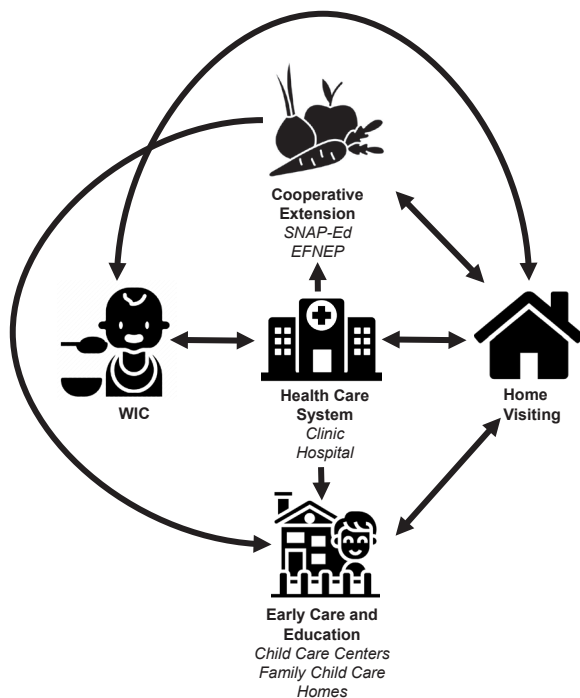 Cooperative
Extension
SNAP-Ed
EFNEP
WIC
Health Care
System
Clinic
Hospital
Home
Visiting
Early Care and
Education
Child Care Centers
Family Child Care
Homes